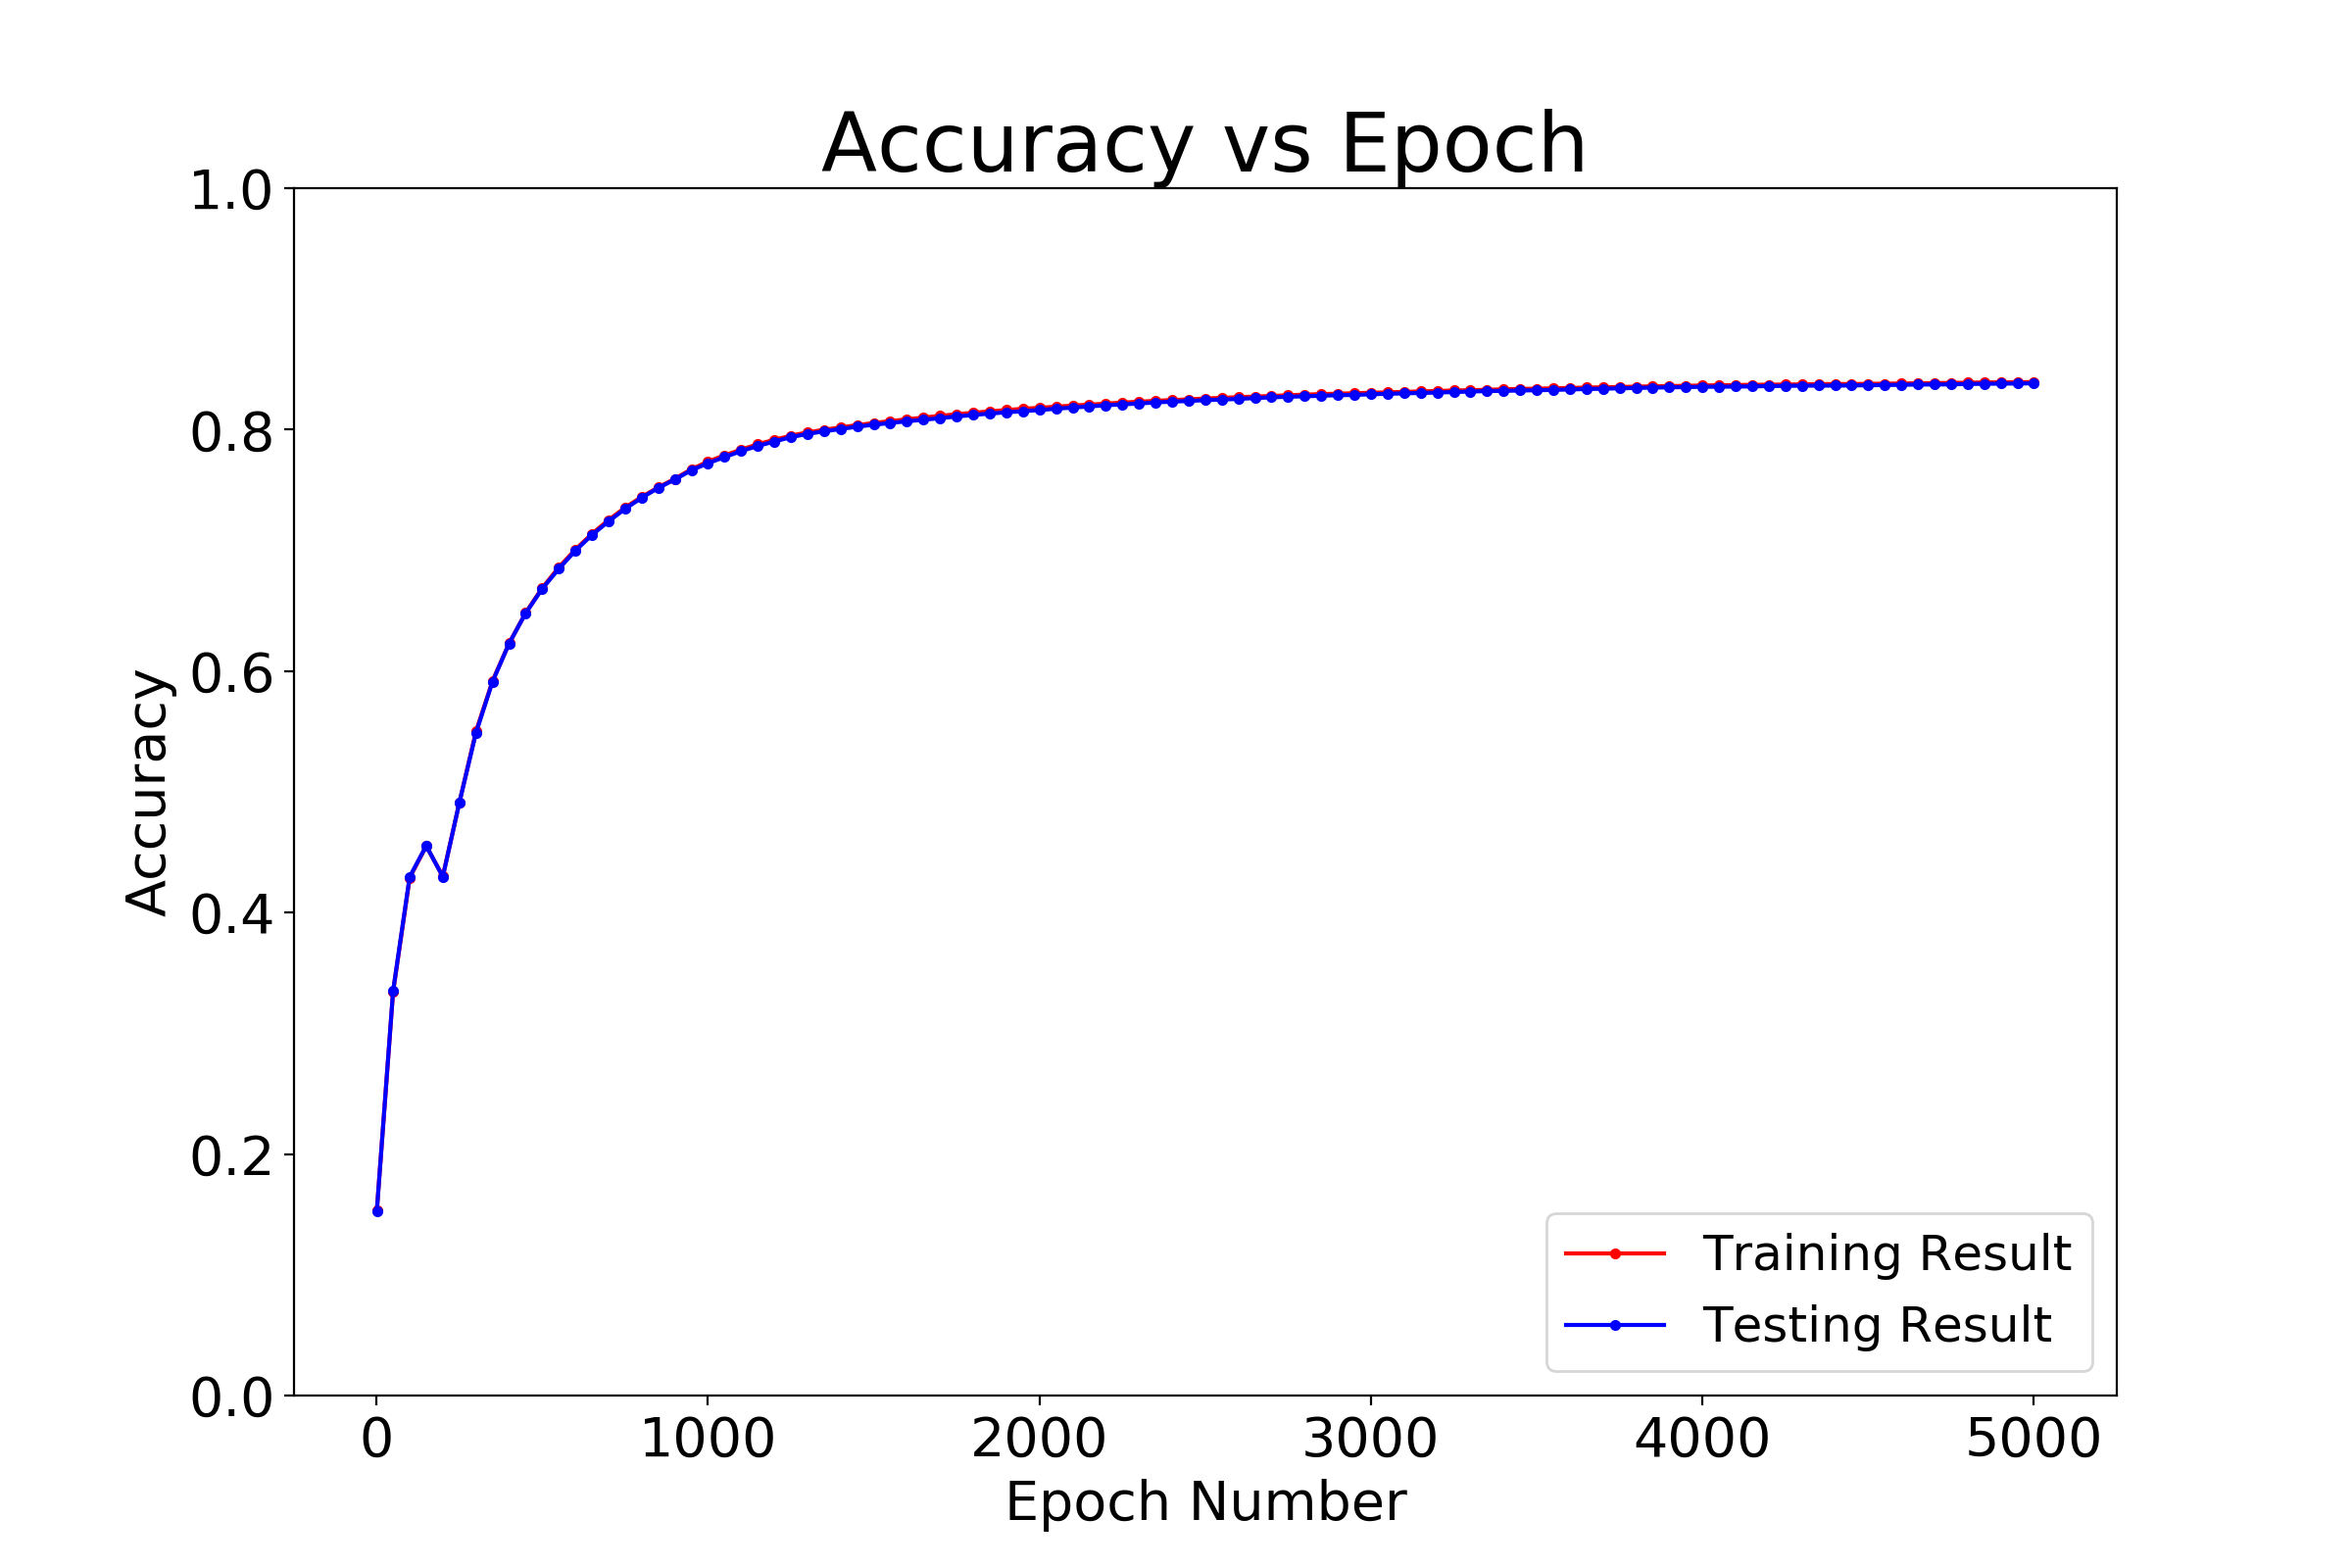 Accuracy vs Epoch
1.0
0.8
0.6
0.4
0.2
0.0
Accuracy
0 1000 2000 3000 4000 5000
Epoch Number
Training Result
Testing Result